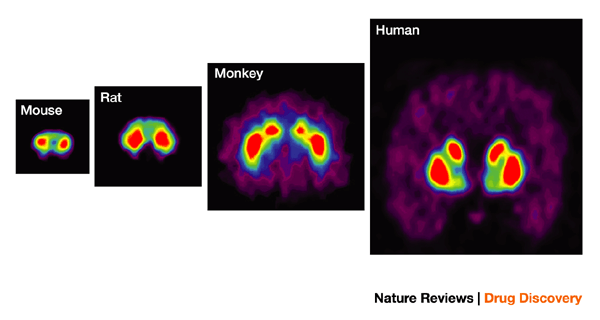 Mouse
Rat
Monkey
Human
Nature Reviews | Drug Discovery